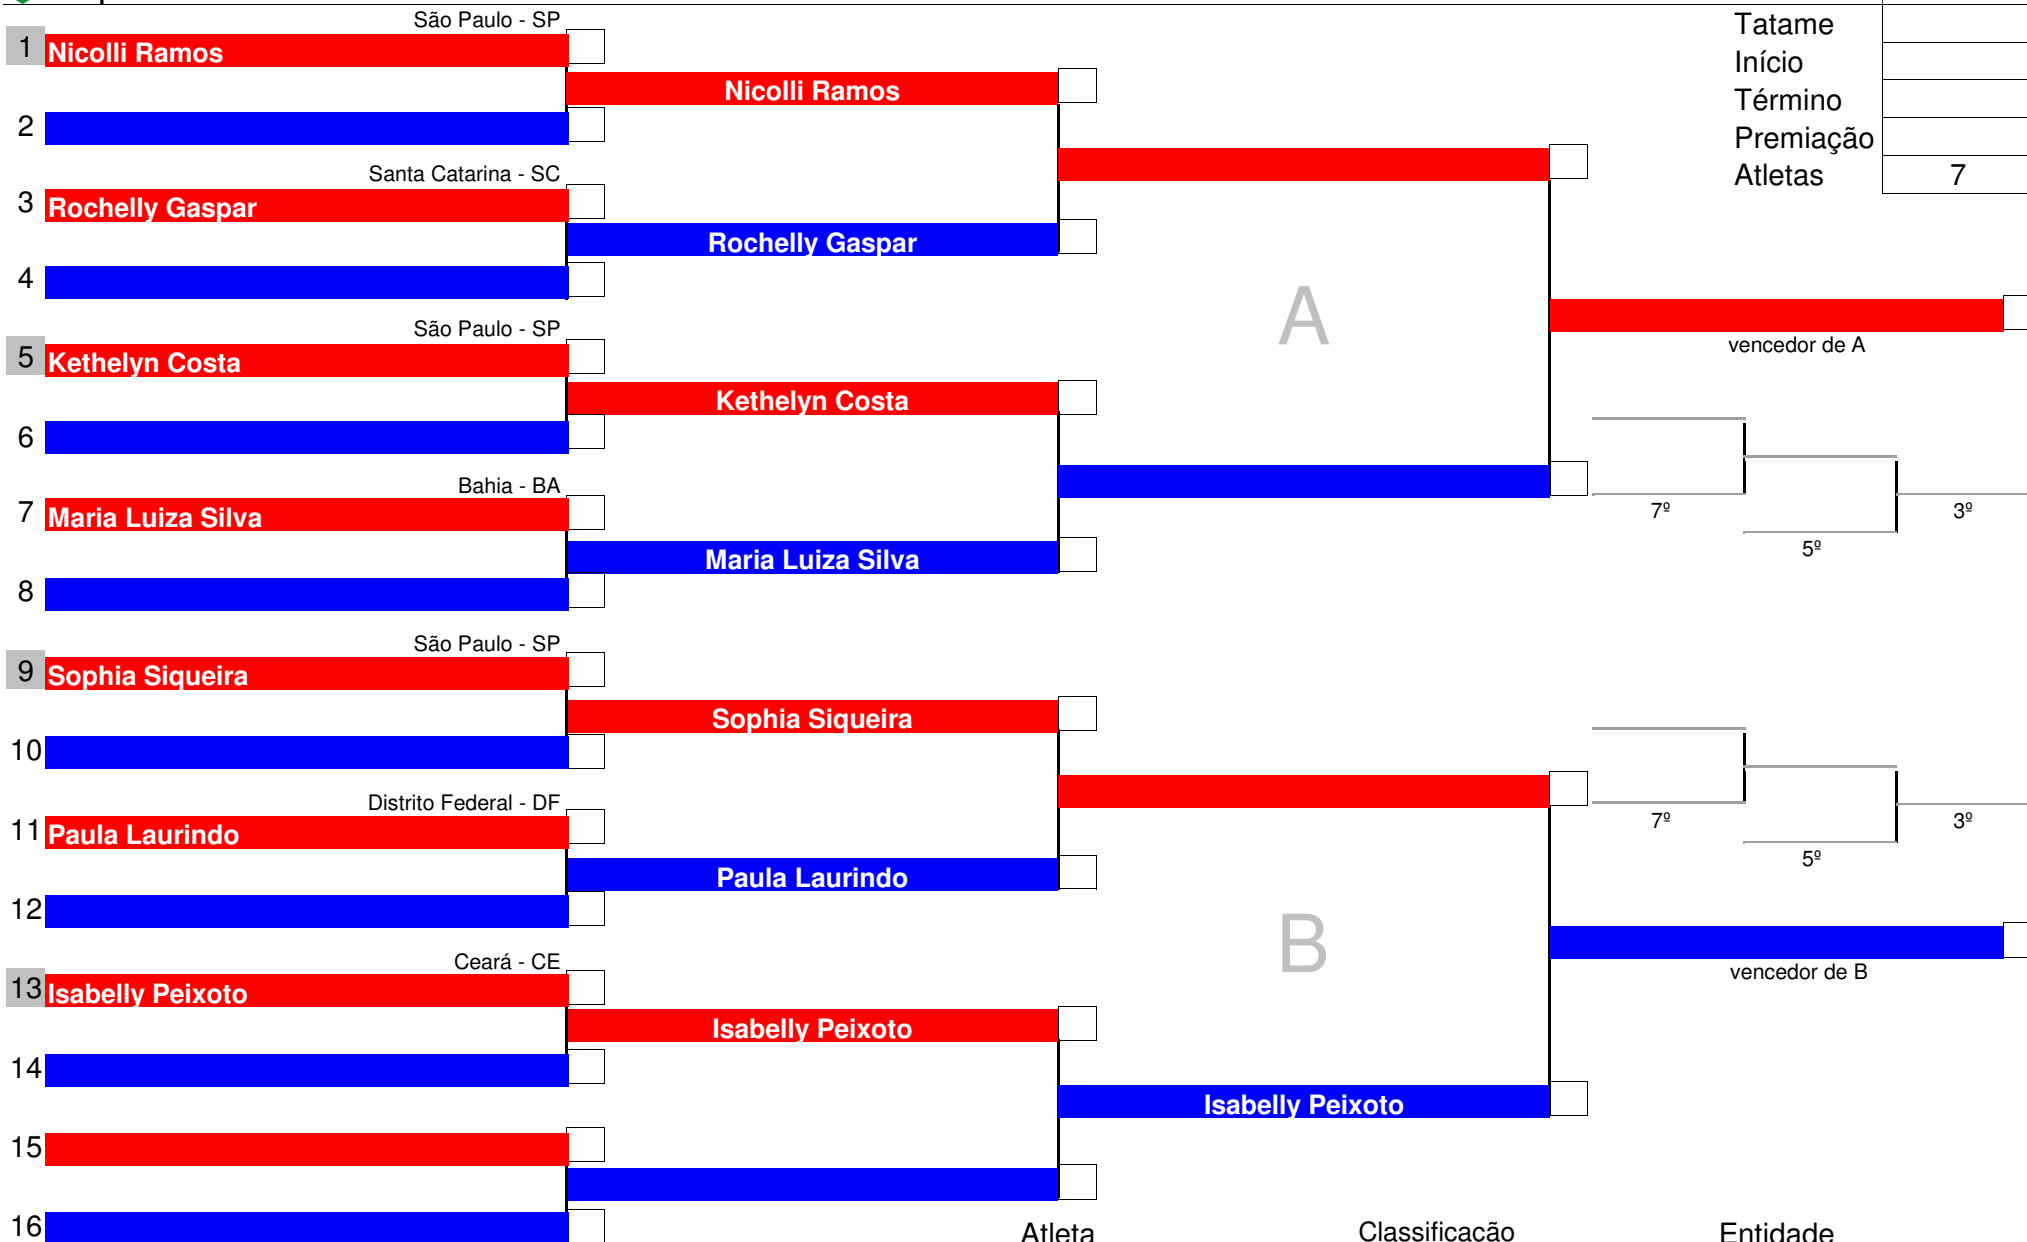 São Paulo - SP
1 Nicolli Ramos
Nicolli Ramos
2
Santa Catarina - SC
3 Rochelly Gaspar
Rochelly Gaspar
4
São Paulo - SP
5 Kethelyn Costa
Kethelyn Costa
6
Bahia - BA
7 Maria Luiza Silva
Maria Luiza Silva
8
A
São Paulo - SP
9 Sophia Siqueira
Sophia Siqueira
10
Distrito Federal - DF
11 Paula Laurindo
Paula Laurindo
12
Ceará - CE
13 Isabelly Peixoto
Isabelly Peixoto
14
15
16
B
Isabelly Peixoto
Tatame
Início
Término
Premiação
Atletas 7
vencedor de A
7º
5º
3º
7º
5º
3º
vencedor de B
Atleta Classificação Entidade